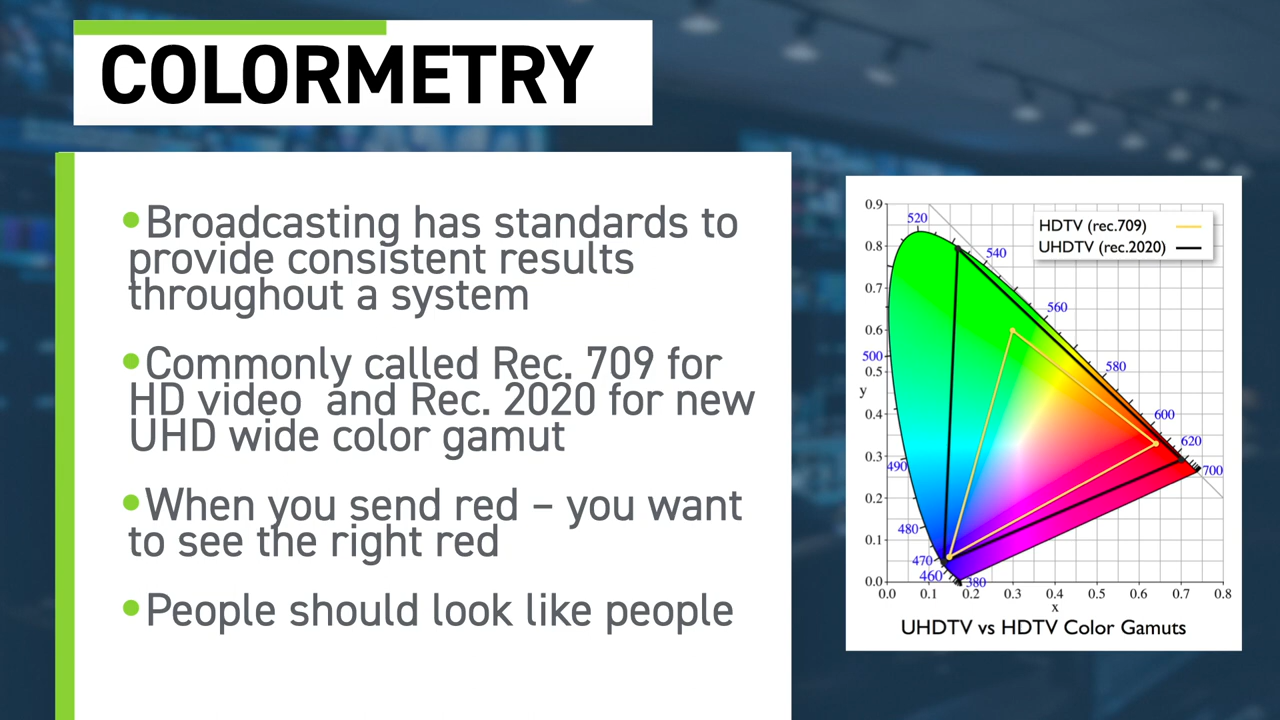 COLORMETRY
•Broadcasting has standards to
provide consistent results
throughout a system
•Commonly called Rec. 709 for
HD video  and Rec. 2020 for new
UHD wide color gamut
•When you send red – you want
to see the right red
•People should look like people
HDTV (rec.709)
UHDTV (rec.2020)
0.9
0.8
0.7
0.6
0.5
0.4
0.3
0.2
0.1
0.0
y
520
540
560
580
600
620
700
500
490
480
470
460
380
0.0 0.1 0.2 0.3 0.4 0.5 0.6 0.7 0.8
x
UHDTV vs HDTV Color Gamuts